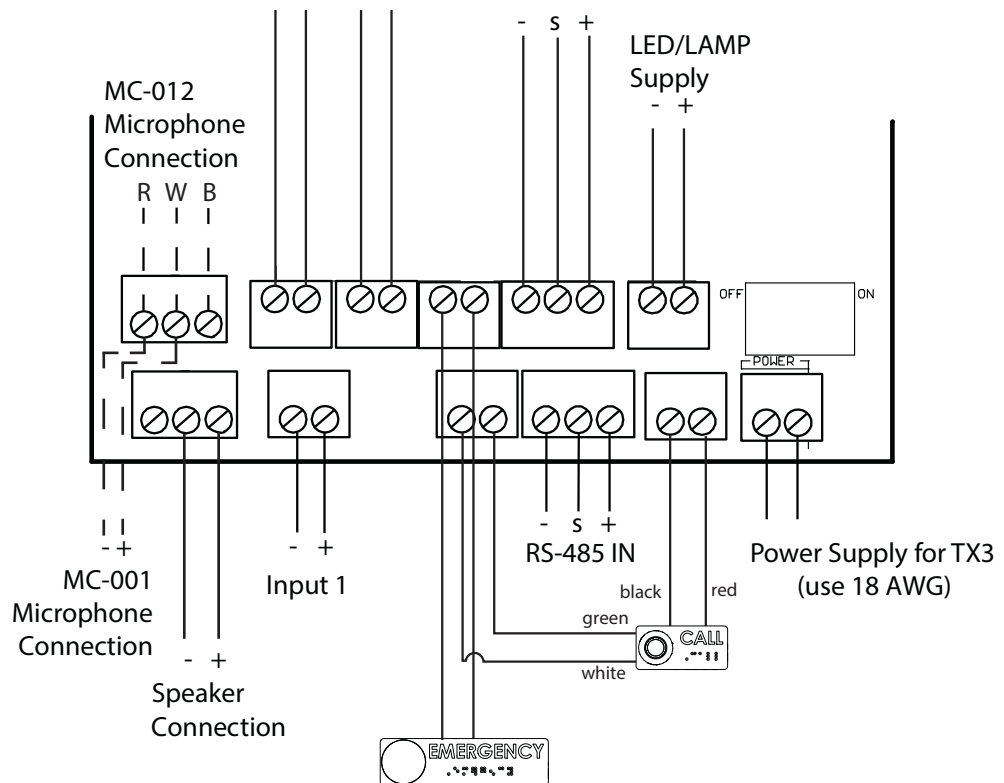 - s +
LED/LAMP
Supply
- +
MC-012
Microphone
Connection
R W B
OFF
ON
POWER
- +
MC-001
Microphone
Connection
- +
Speaker
Connection
- +
Input 1
- s +
RS-485 IN
Power Supply for TX3
(use 18 AWG)
black
red
green
white
CALL
EMERGENCY